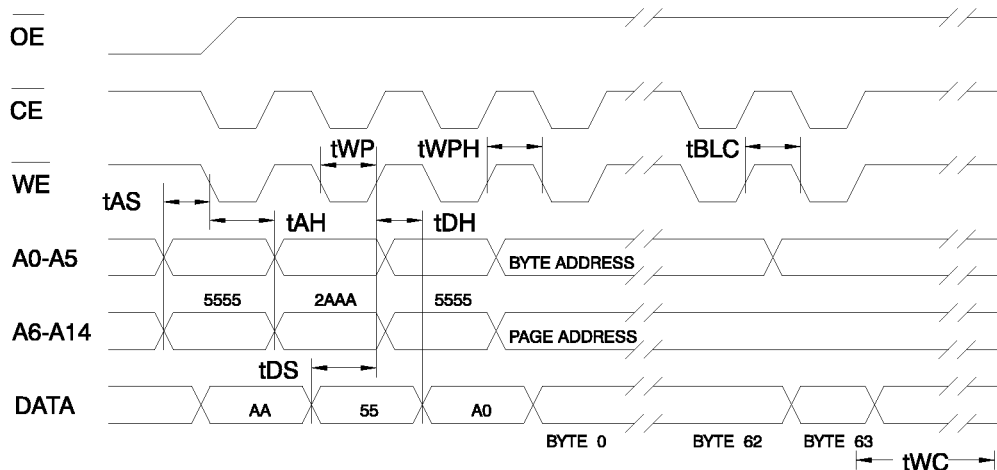 OE
CE
tWP
tWPH
tBLC
WE
tAS
tAH
tDH
A0-A5
BYTE ADDRESS
5555
2AAA
5555
A6-A14
PAGE ADDRESS
tDS
DATA
AA
55
A0
BYTE 0
BYTE 62
BYTE 63
tWC